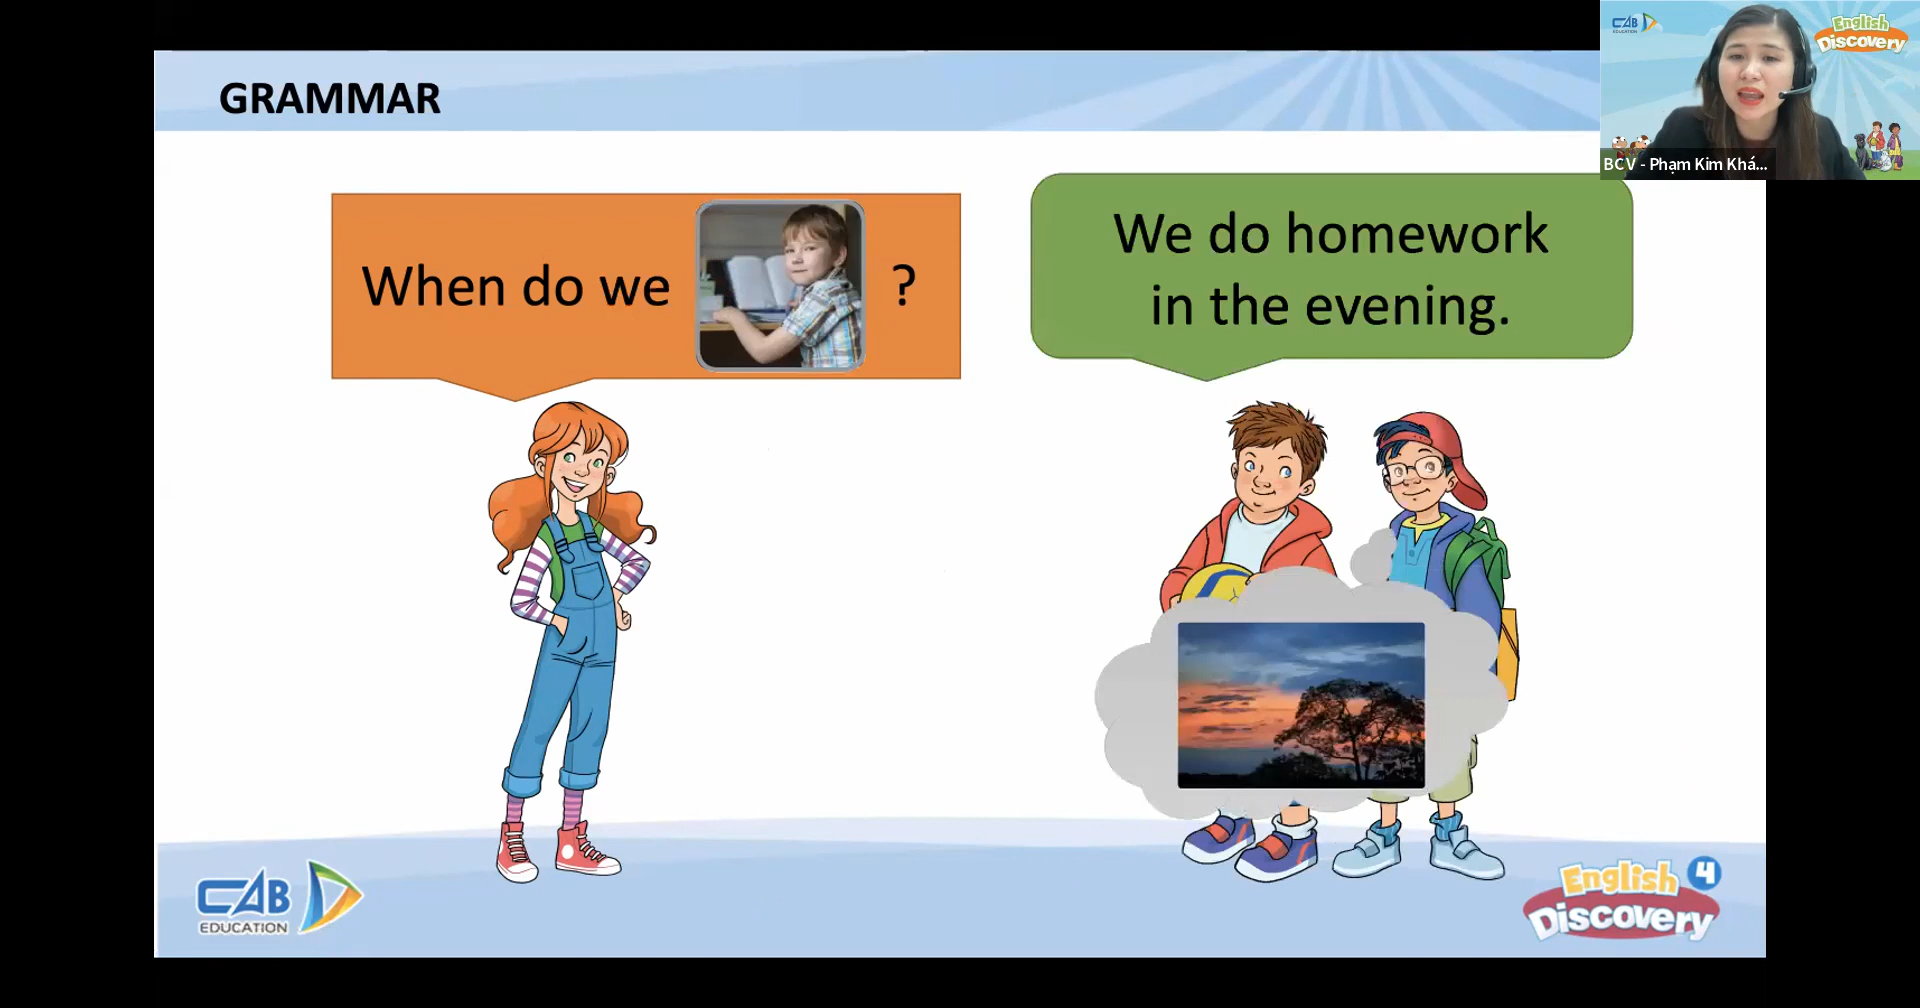 GRAMMAR
When do we ?
We do homework
in the evening.
CAB
EDUCATION
English
Discovery
BCV - Phạm Kim Khá...
CAB
EDUCATION
English 4
Discovery